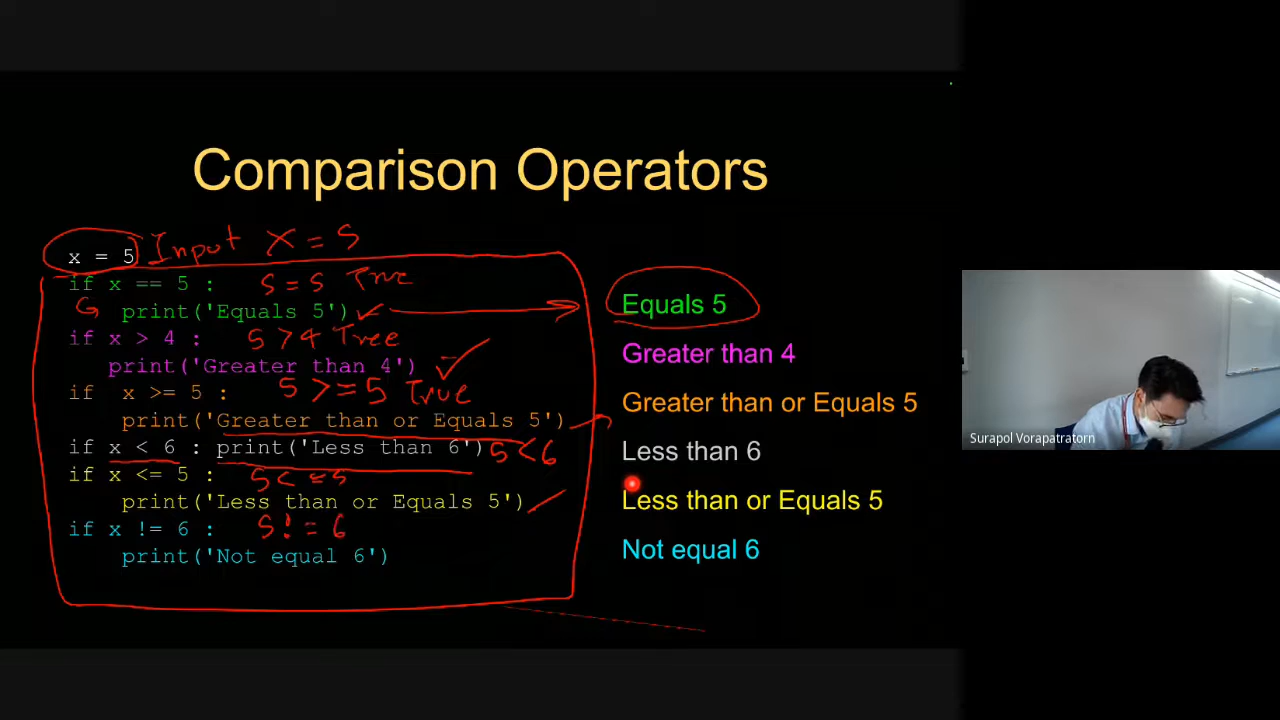 Comparison Operators
x = 5 Input X = 5
if x == 5 : 5 = 5 True
print('Equals 5')
if x > 4 : 5 > 4 Tree
print('Greater than 4')
if x >= 5 : 5 >= 5 True
print('Greater than or Equals 5')
if x < 6 : print('Less than 6') 5 < 6
if x <= 5 : 5 < = 5
print('Less than or Equals 5')
if x != 6 : 5 ! = 6
print('Not equal 6')
Equals 5
Greater than 4
Greater than or Equals 5
Less than 6
Less than or Equals 5
Not equal 6
Surapol Vorapatratorn